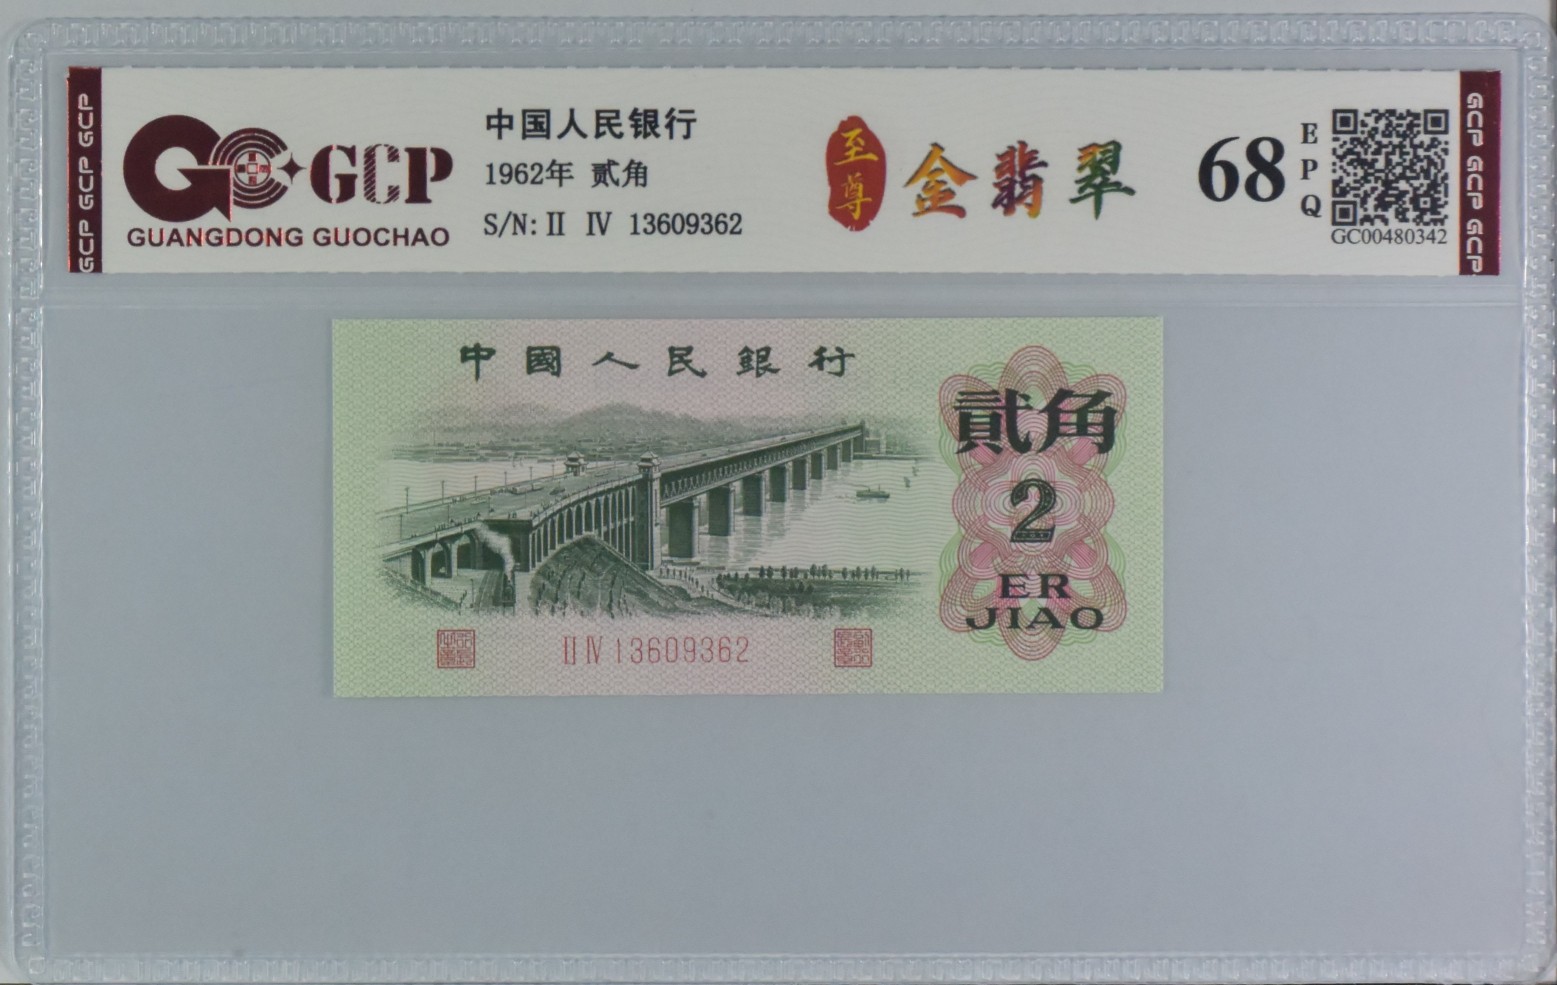 GCP GCP GCP
GCP
GUANGDONG GUOCHAO
中国人民银行
1962年 贰角
S/N: II IV 13609362
至尊
金翡翠
68
EPQ
GC00480342
GCP GCP GCP
中國人民銀行
貳角
2
ER
JIAO
II IV 13609362